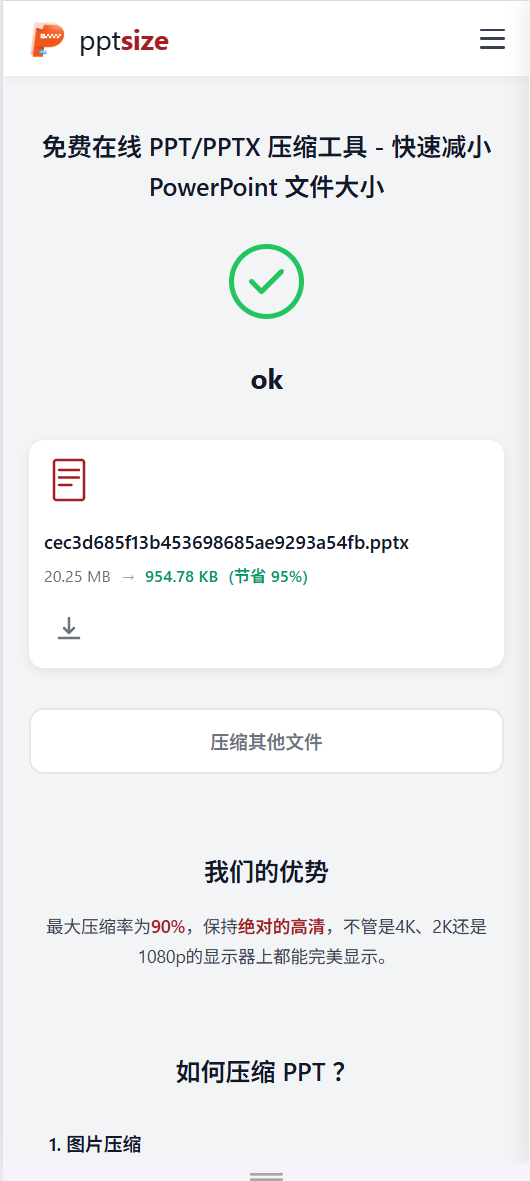 pptsize
免费在线 PPT/PPTX 压缩工具 - 快速减小
PowerPoint 文件大小
ok
cec3d685f13b453698685ae9293a54fb.pptx
20.25 MB → 954.78 KB (节省 95%)
压缩其他文件
我们的优势
最大压缩率为90%，保持绝对的高清，不管是4K、2K还是
1080p的显示器上都能完美显示。
如何压缩 PPT？
1. 图片压缩